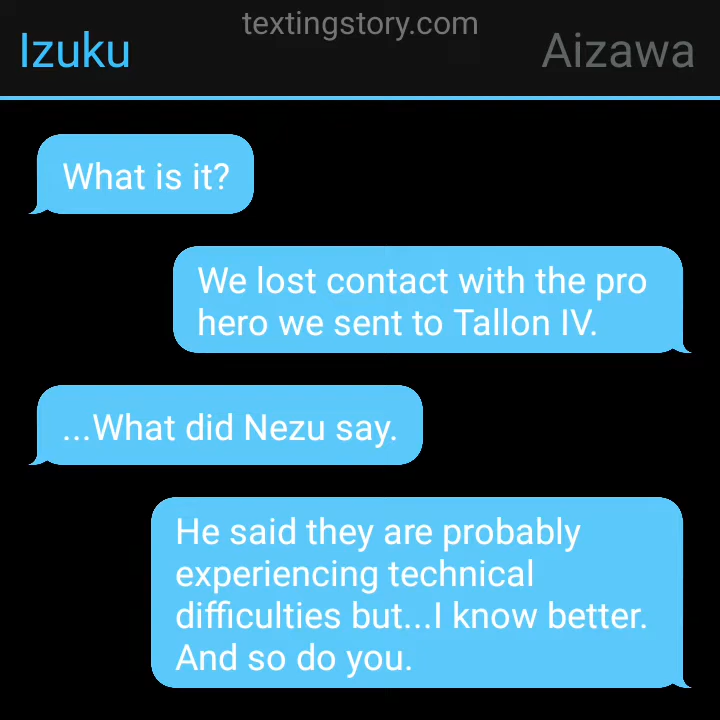 textingstory.com
Izuku
Aizawa
What is it?
We lost contact with the pro
hero we sent to Tallon IV.
...What did Nezu say.
He said they are probably
experiencing technical
difficulties but...I know better.
And so do you.